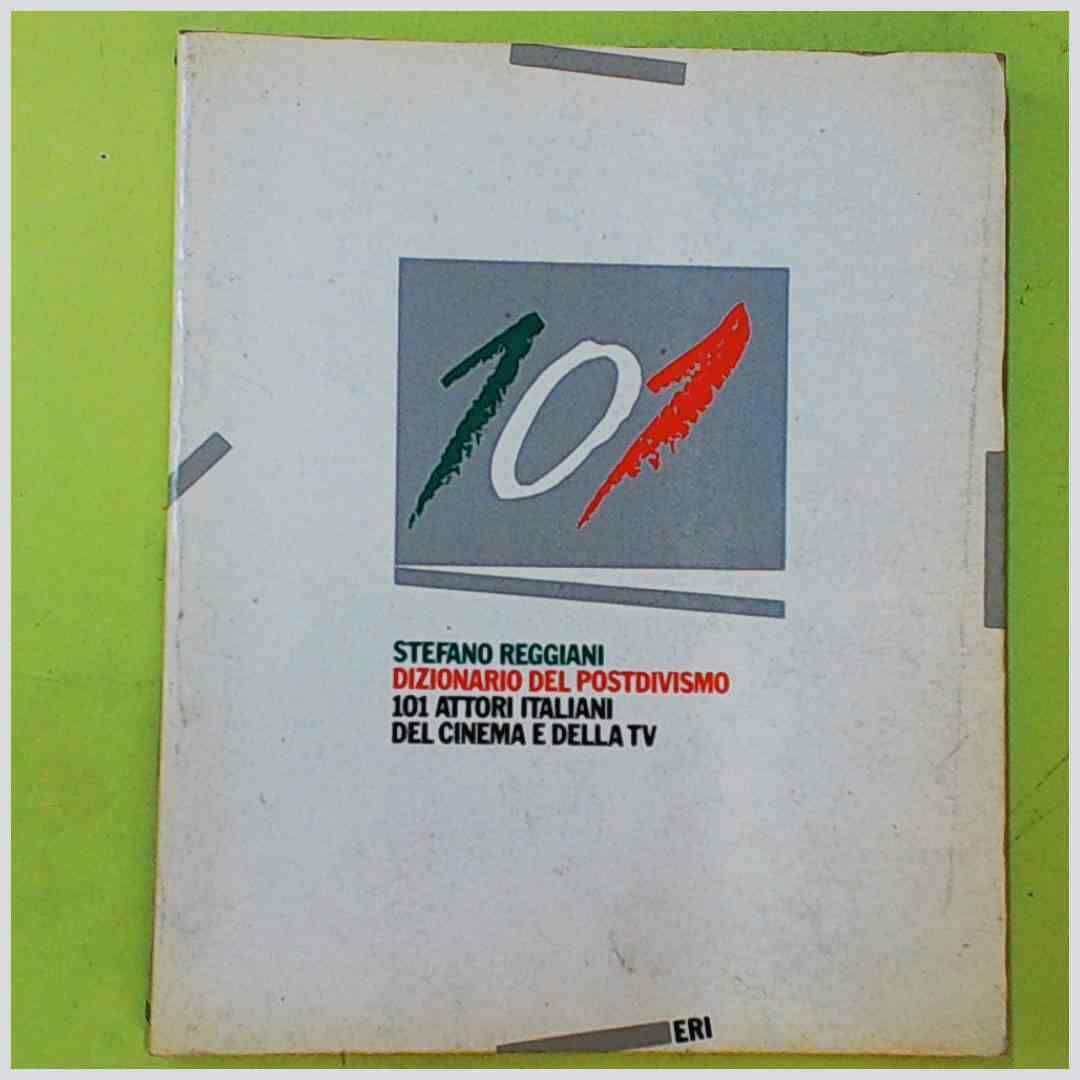 101
STEFANO REGGIANI
DIZIONARIO DEL POSTDIVISMO
101 ATTORI ITALIANI
DEL CINEMA E DELLA TV
ERI